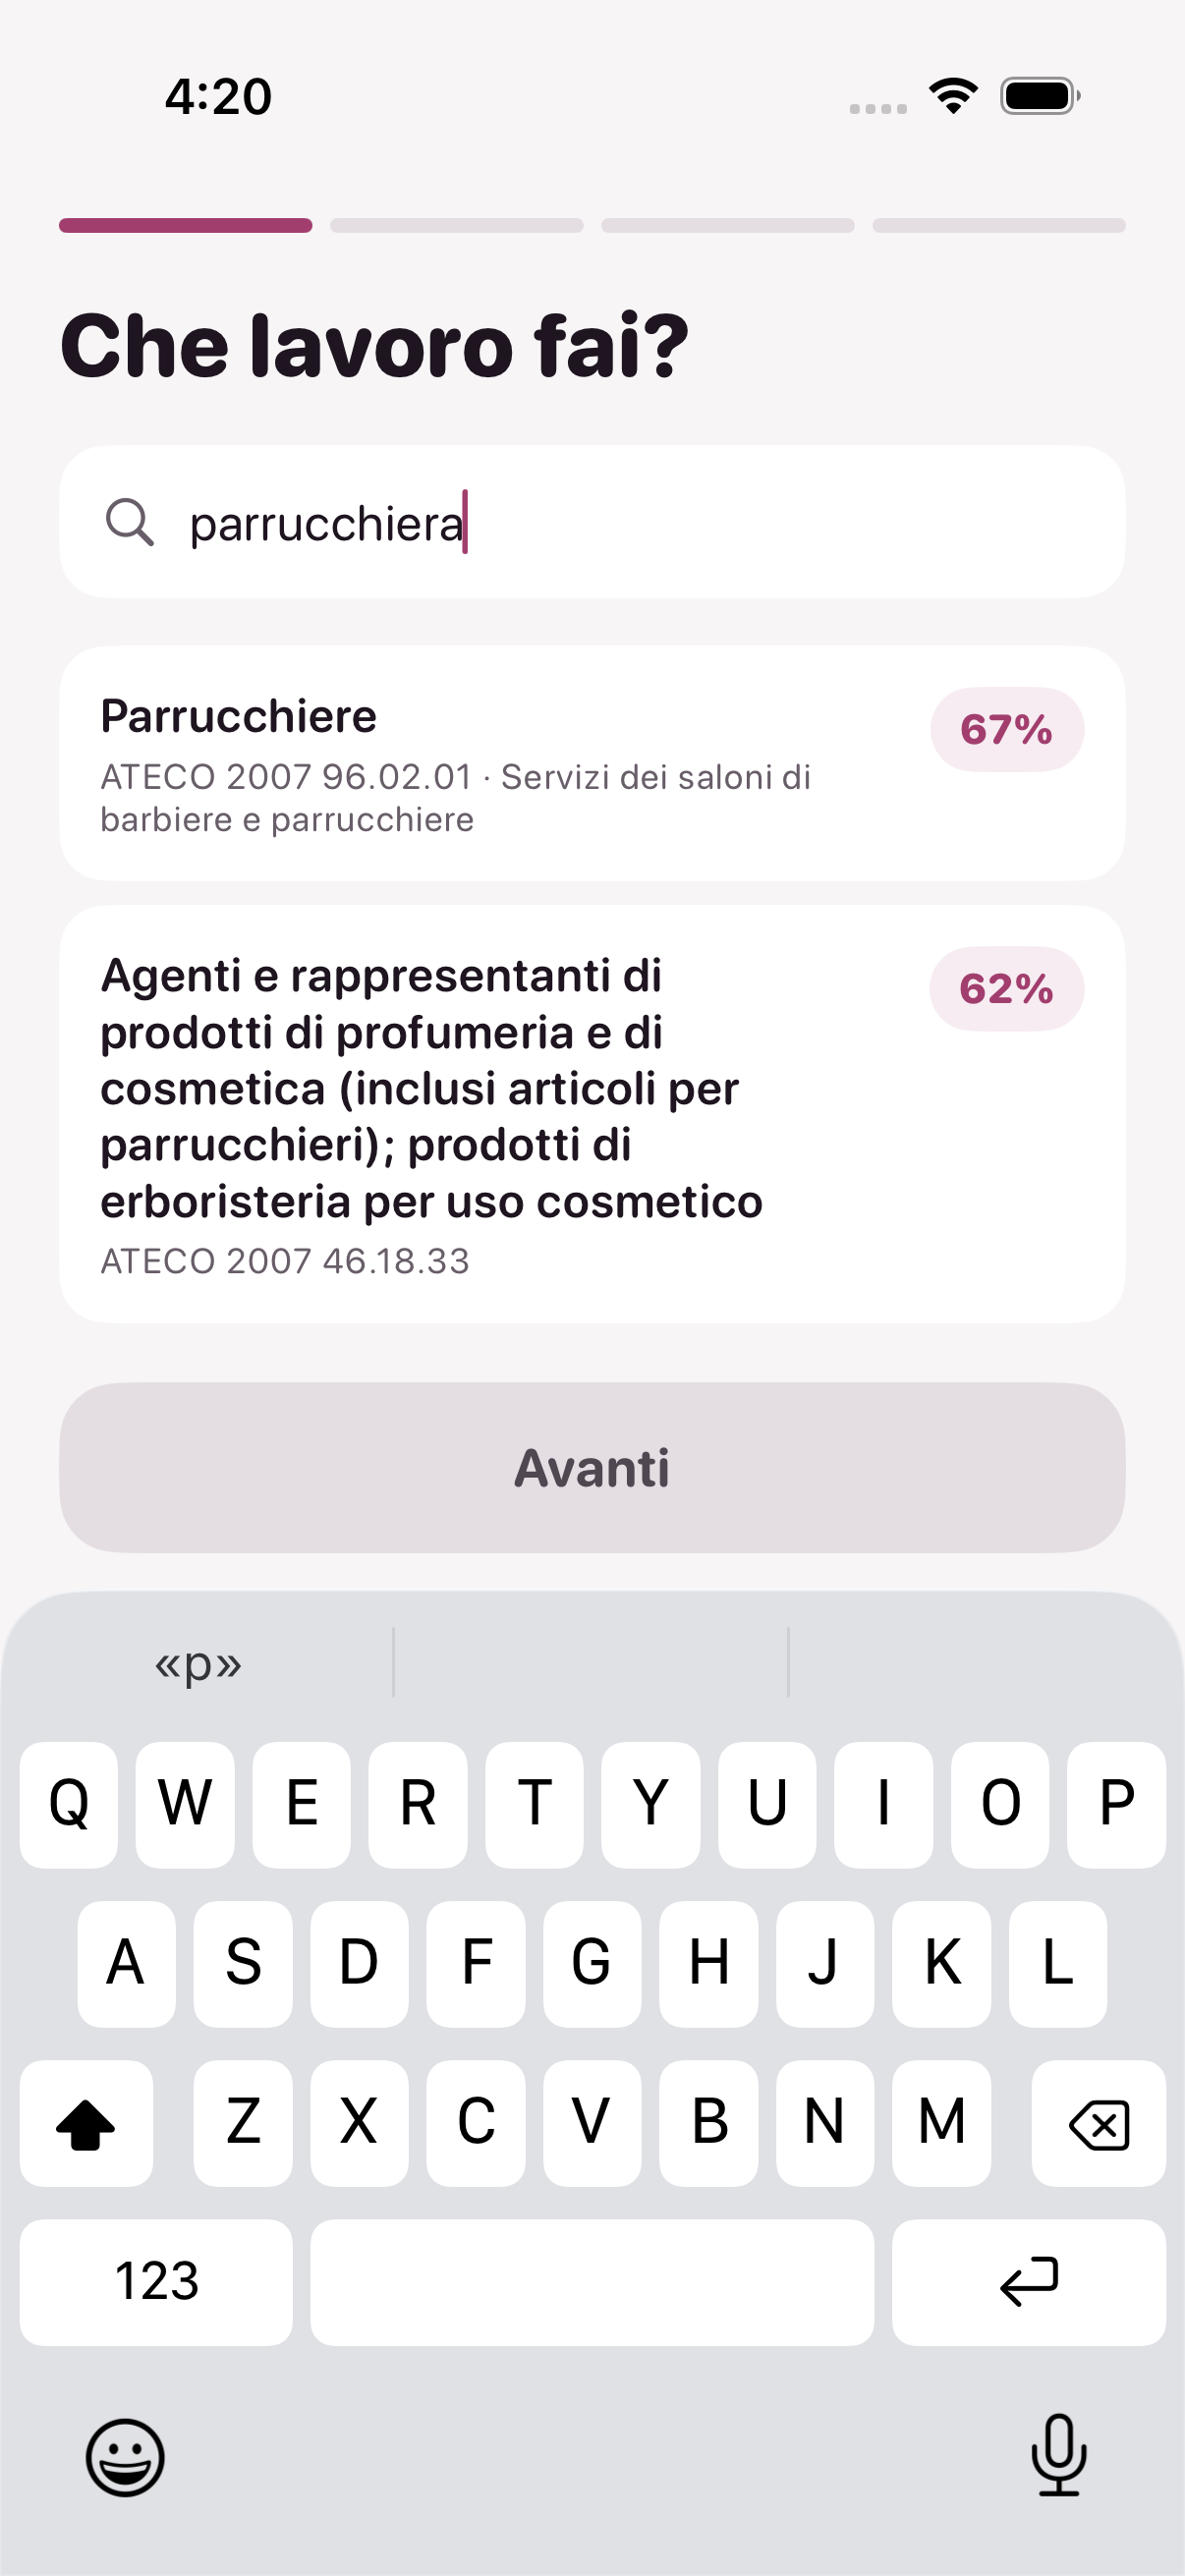 4:20
Che lavoro fai?
parrucchiera
Parrucchiere
67%
ATECO 2007 96.02.01 · Servizi dei saloni di
barbiere e parrucchiere
Agenti e rappresentanti di
62%
prodotti di profumeria e di
cosmetica (inclusi articoli per
parrucchieri); prodotti di
erboristeria per uso cosmetico
ATECO 2007 46.18.33
Avanti
«p»
Q W E R T Y U I O P
A S D F G H J K L
Z X C V B N M
123